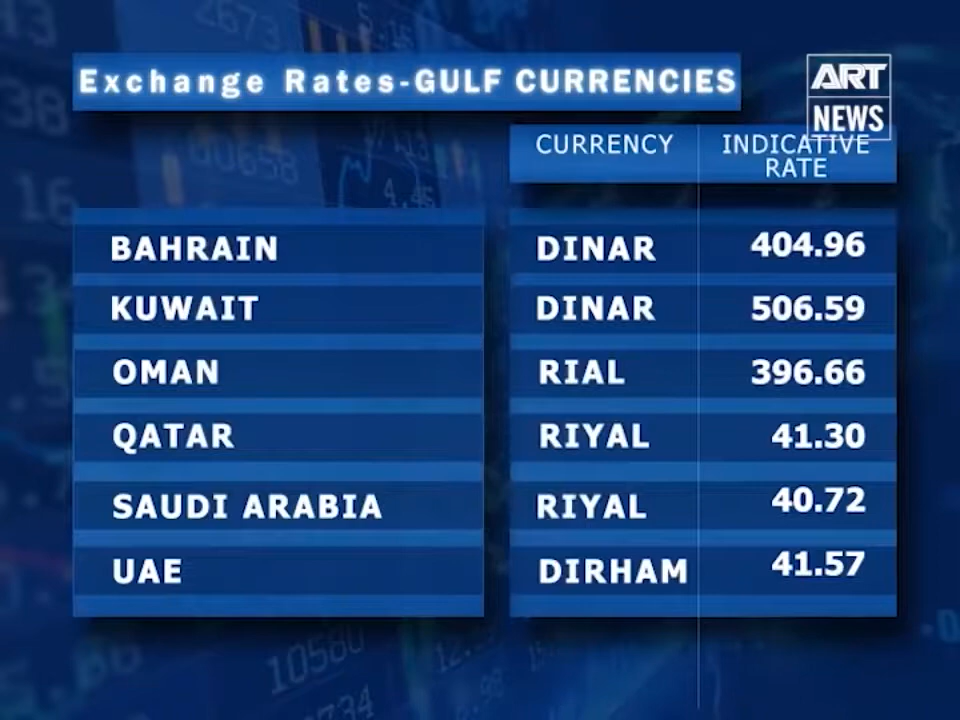 Exchange Rates-GULF CURRENCIES
ART
NEWS
CURRENCY INDICATIVE
RATE
BAHRAIN DINAR 404.96
KUWAIT DINAR 506.59
OMAN RIAL 396.66
QATAR RIYAL 41.30
SAUDI ARABIA RIYAL 40.72
UAE DIRHAM 41.57
10580